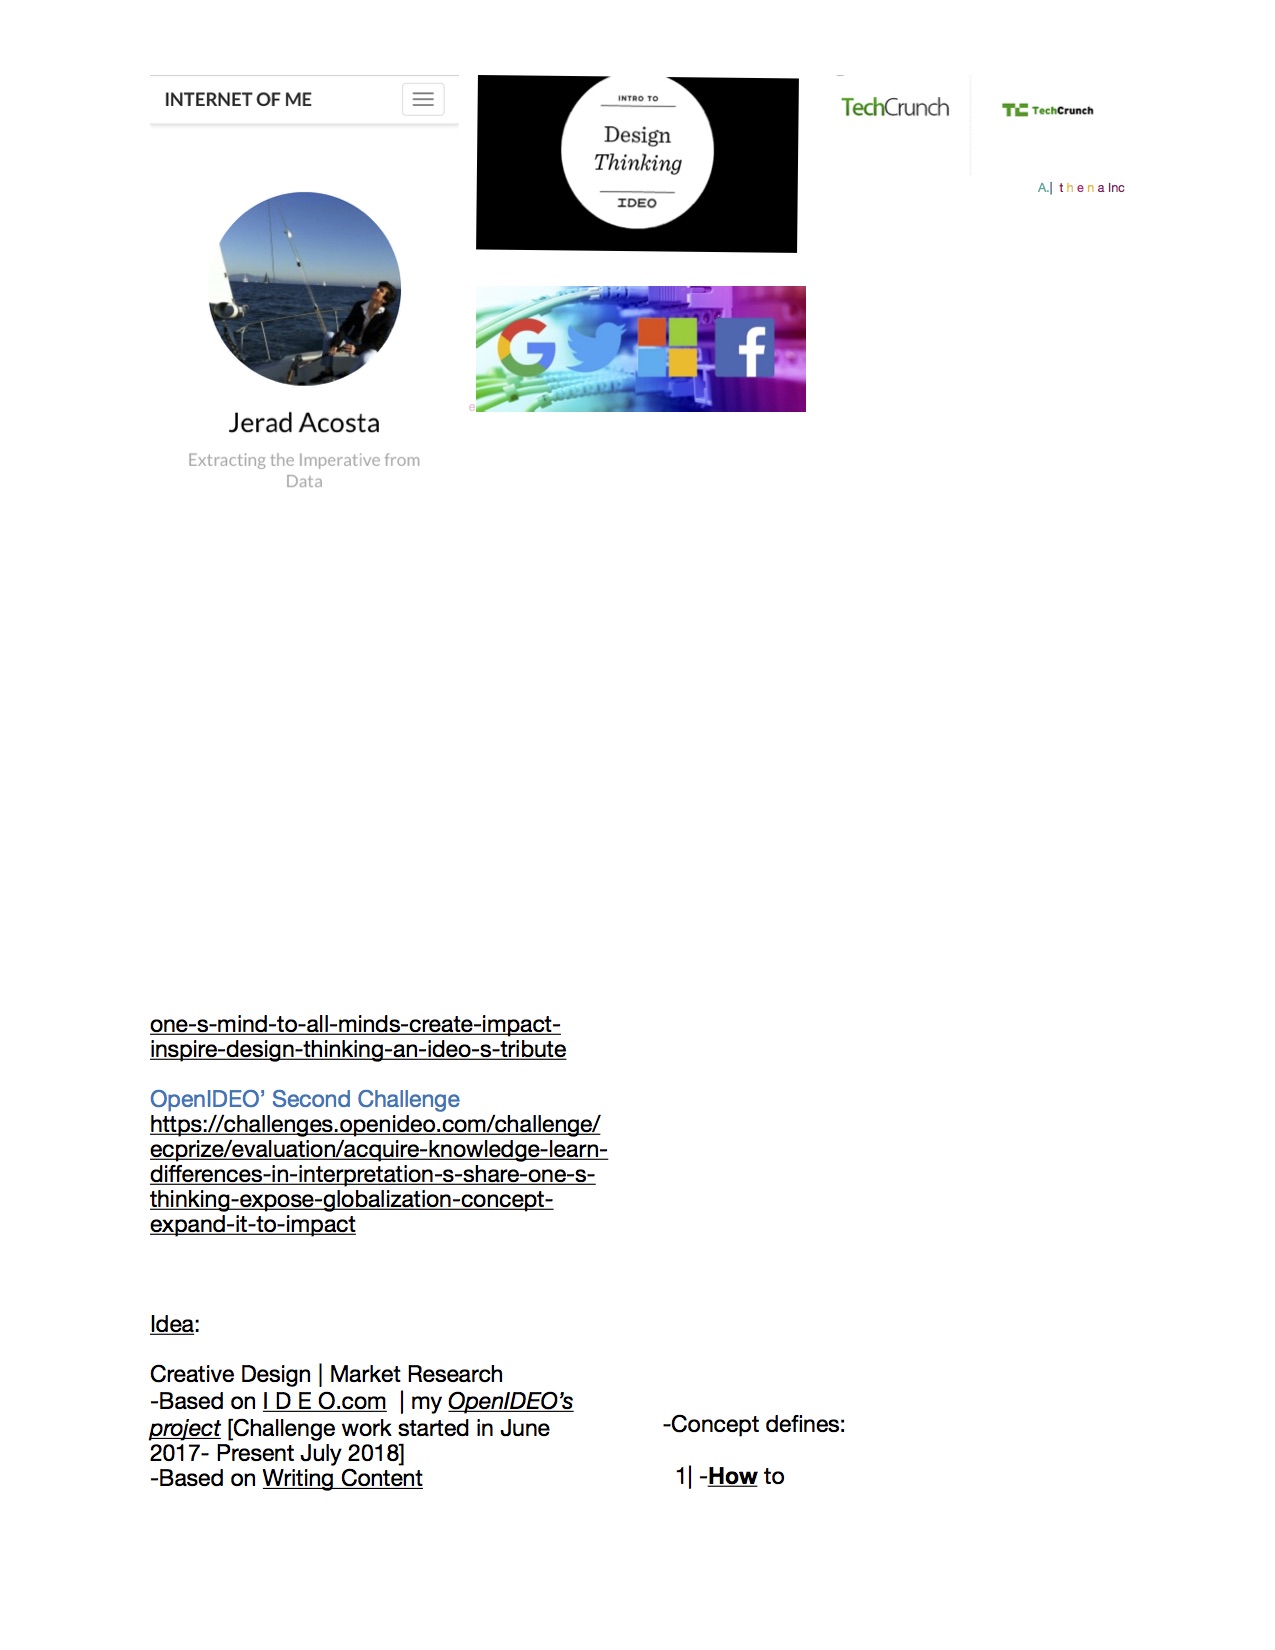 INTERNET OF ME
INTRO TO
Design
Thinking
IDEO
TechCrunch
TechCrunch
A.| t h e n a Inc
e
Jerad Acosta
Extracting the Imperative from
Data
one-s-mind-to-all-minds-create-impact-
inspire-design-thinking-an-ideo-s-tribute
OpenIDEO’ Second Challenge
https://challenges.openideo.com/challenge/
ecprize/evaluation/acquire-knowledge-learn-
differences-in-interpretation-s-share-one-s-
thinking-expose-globalization-concept-
expand-it-to-impact
Idea:
Creative Design | Market Research
-Based on I D E O.com | my OpenIDEO’s
project [Challenge work started in June
2017- Present July 2018]
-Based on Writing Content
-Concept defines:
1| -How to